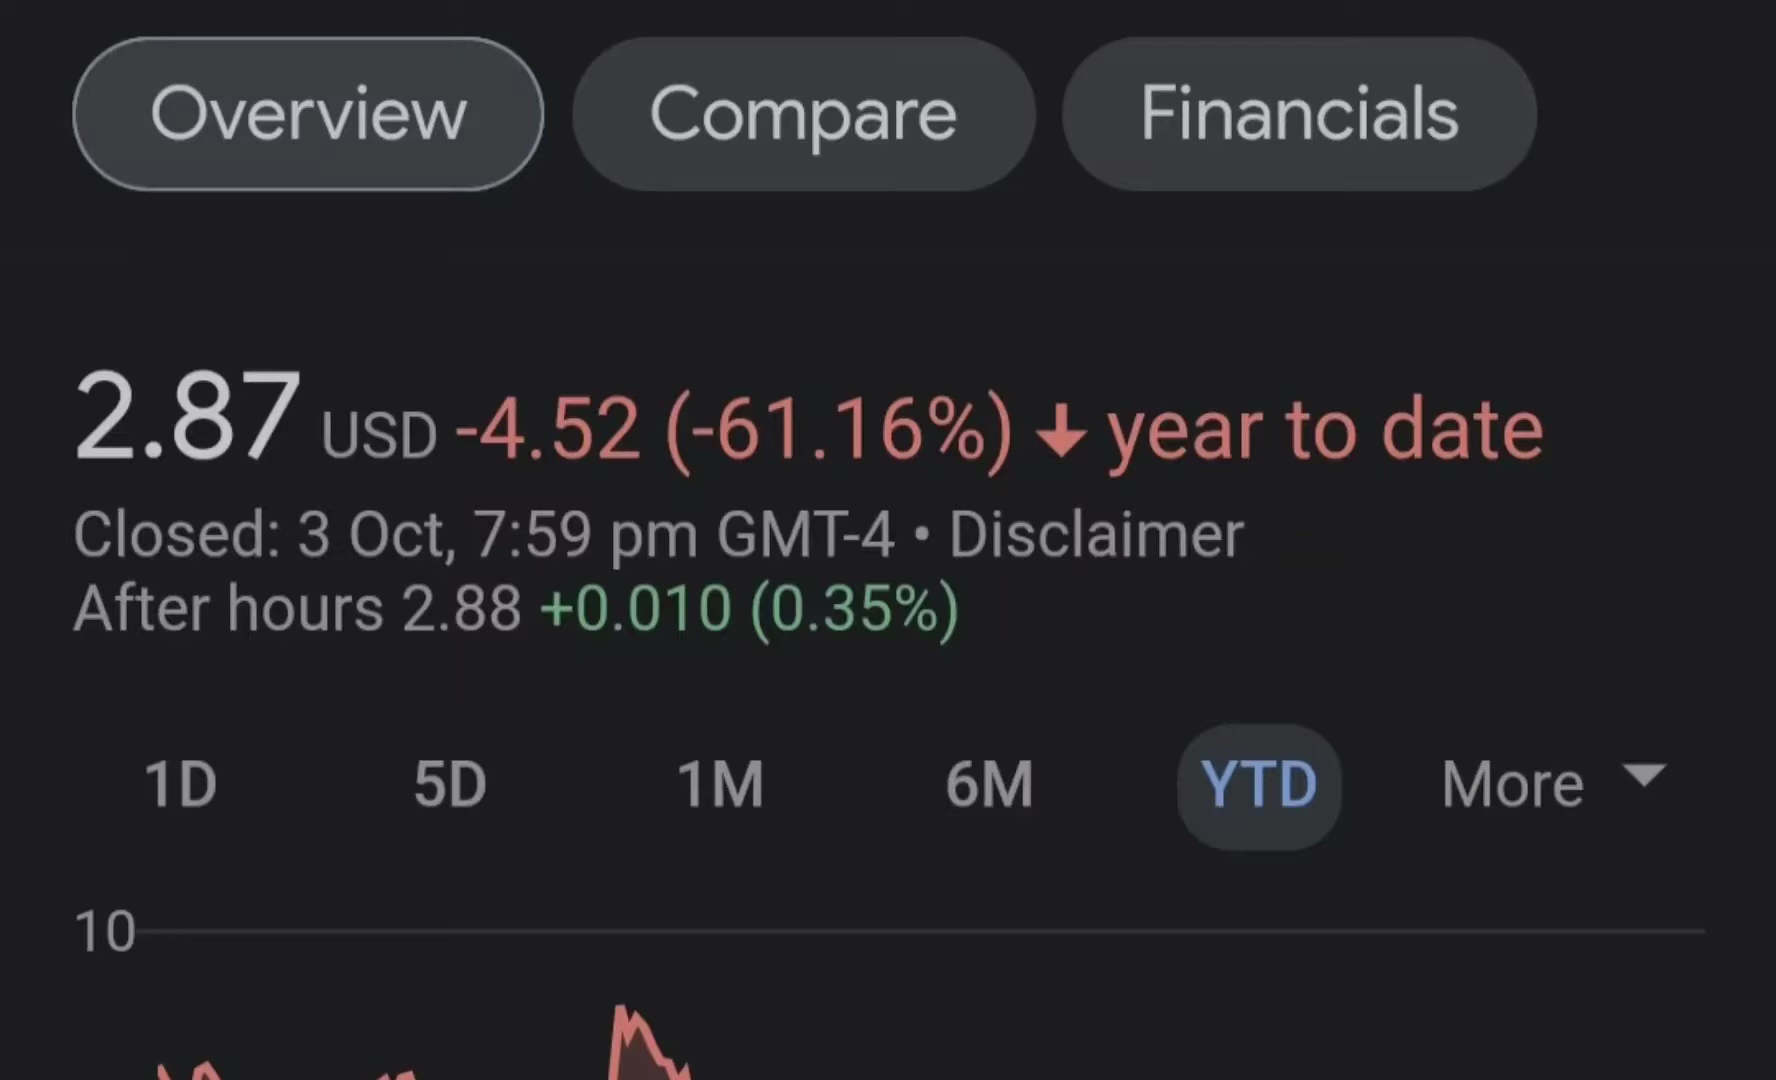 Overview Compare Financials
2.87 USD -4.52 (-61.16%) ↓ year to date
Closed: 3 Oct, 7:59 pm GMT-4 • Disclaimer
After hours 2.88 +0.010 (0.35%)
1D 5D 1M 6M YTD More
10